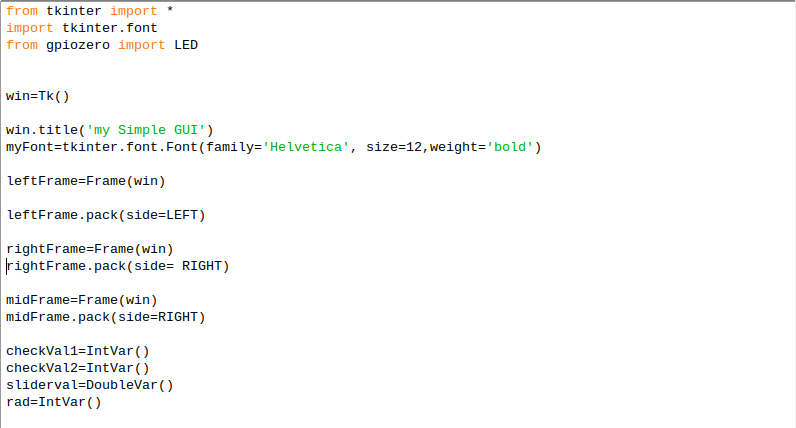 from tkinter import *
import tkinter.font
from gpiozero import LED
win=Tk()
win.title('my Simple GUI')
myFont=tkinter.font.Font(family='Helvetica', size=12,weight='bold')
leftFrame=Frame(win)
leftFrame.pack(side=LEFT)
rightFrame=Frame(win)
rightFrame.pack(side= RIGHT)
midFrame=Frame(win)
midFrame.pack(side=RIGHT)
checkVal1=IntVar()
checkVal2=IntVar()
sliderval=DoubleVar()
rad=IntVar()